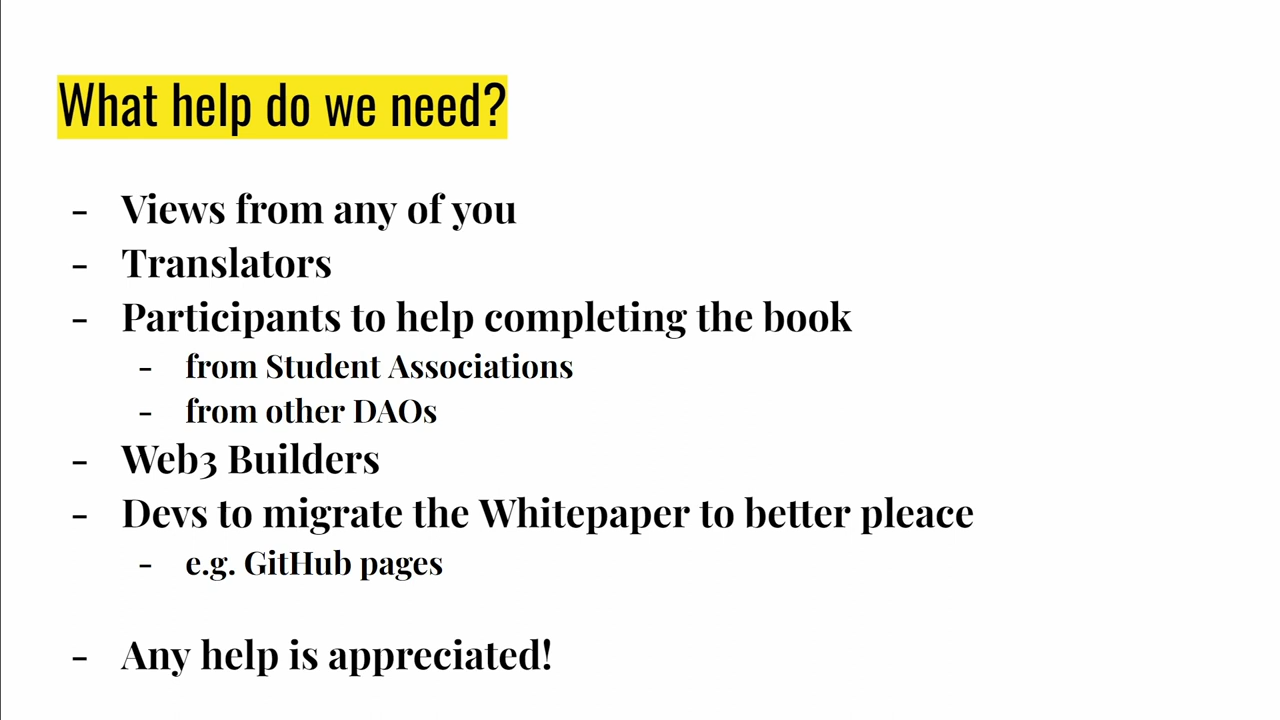 What help do we need?
- Views from any of you
- Translators
- Participants to help completing the book
- from Student Associations
- from other DAOs
- Web3 Builders
- Devs to migrate the Whitepaper to better pleace
- e.g. GitHub pages
- Any help is appreciated!